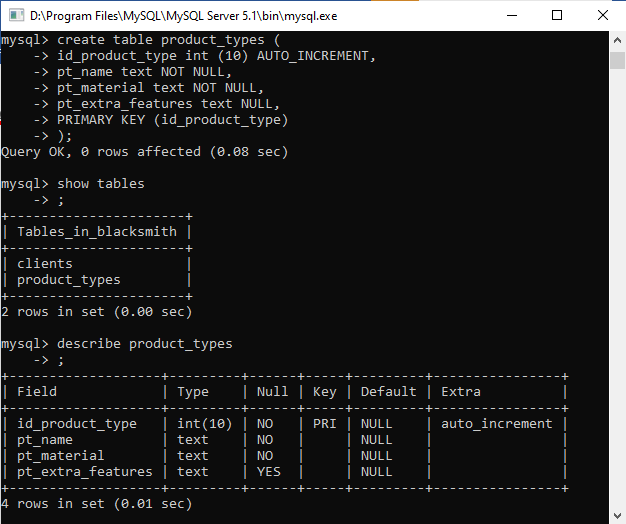 D:\Program Files\MySQL\MySQL Server 5.1\bin\mysql.exe
mysql> create table product_types (
    -> id_product_type int (10) AUTO_INCREMENT,
    -> pt_name text NOT NULL,
    -> pt_material text NOT NULL,
    -> pt_extra_features text NULL,
    -> PRIMARY KEY (id_product_type)
    -> );
Query OK, 0 rows affected (0.08 sec)

mysql> show tables
    -> ;
+----------------------+
| Tables_in_blacksmith |
+----------------------+
| clients              |
| product_types        |
+----------------------+
2 rows in set (0.00 sec)

mysql> describe product_types
    -> ;
+-------------------+---------+------+-----+---------+----------------+
| Field             | Type    | Null | Key | Default | Extra          |
+-------------------+---------+------+-----+---------+----------------+
| id_product_type   | int(10) | NO   | PRI | NULL    | auto_increment |
| pt_name           | text    | NO   |     | NULL    |                |
| pt_material       | text    | NO   |     | NULL    |                |
| pt_extra_features | text    | YES  |     | NULL    |                |
+-------------------+---------+------+-----+---------+----------------+
4 rows in set (0.01 sec)